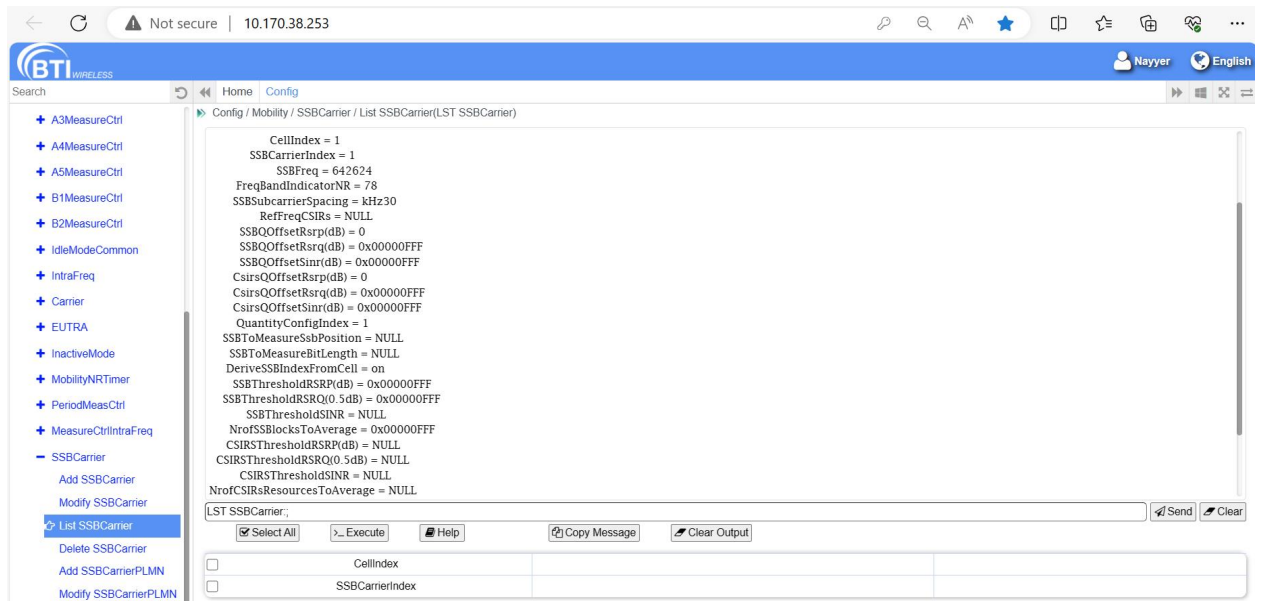 Not secure | 10.170.38.253
BTI WIRELESS
Nayyer
English
Search
Home Config
Config / Mobility / SSBCarrier / List SSBCarrier(LST SSBCarrier)
+ A3MeasureCtrl
+ A4MeasureCtrl
+ A5MeasureCtrl
+ B1MeasureCtrl
+ B2MeasureCtrl
+ IdleModeCommon
+ IntraFreq
+ Carrier
+ EUTRA
+ InactiveMode
+ MobilityNRTimer
+ PeriodMeasCtrl
+ MeasureCtrlIntraFreq
− SSBCarrier
Add SSBCarrier
Modify SSBCarrier
List SSBCarrier
Delete SSBCarrier
Add SSBCarrierPLMN
Modify SSBCarrierPLMN
CellIndex = 1
SSBCarrierIndex = 1
SSBFreq = 642624
FreqBandIndicatorNR = 78
SSBSubcarrierSpacing = kHz30
RefFreqCSIRs = NULL
SSBQOffsetRsrp(dB) = 0
SSBQOffsetRsrq(dB) = 0x00000FFF
SSBQOffsetSinr(dB) = 0x00000FFF
CsirsQOffsetRsrp(dB) = 0
CsirsQOffsetRsrq(dB) = 0x00000FFF
CsirsQOffsetSinr(dB) = 0x00000FFF
QuantityConfigIndex = 1
SSBToMeasureSsbPosition = NULL
SSBToMeasureBitLength = NULL
DeriveSSBIndexFromCell = on
SSBThresholdRSRP(dB) = 0x00000FFF
SSBThresholdRSRQ(0.5dB) = 0x00000FFF
SSBThresholdSINR = NULL
NrofSSBlocksToAverage = 0x00000FFF
CSIRSThresholdRSRP(dB) = NULL
CSIRSThresholdRSRQ(0.5dB) = NULL
CSIRSThresholdSINR = NULL
NrofCSIRsResourcesToAverage = NULL
LST SSBCarrier:;
Send Clear
Select All Execute Help Copy Message Clear Output
CellIndex
SSBCarrierIndex